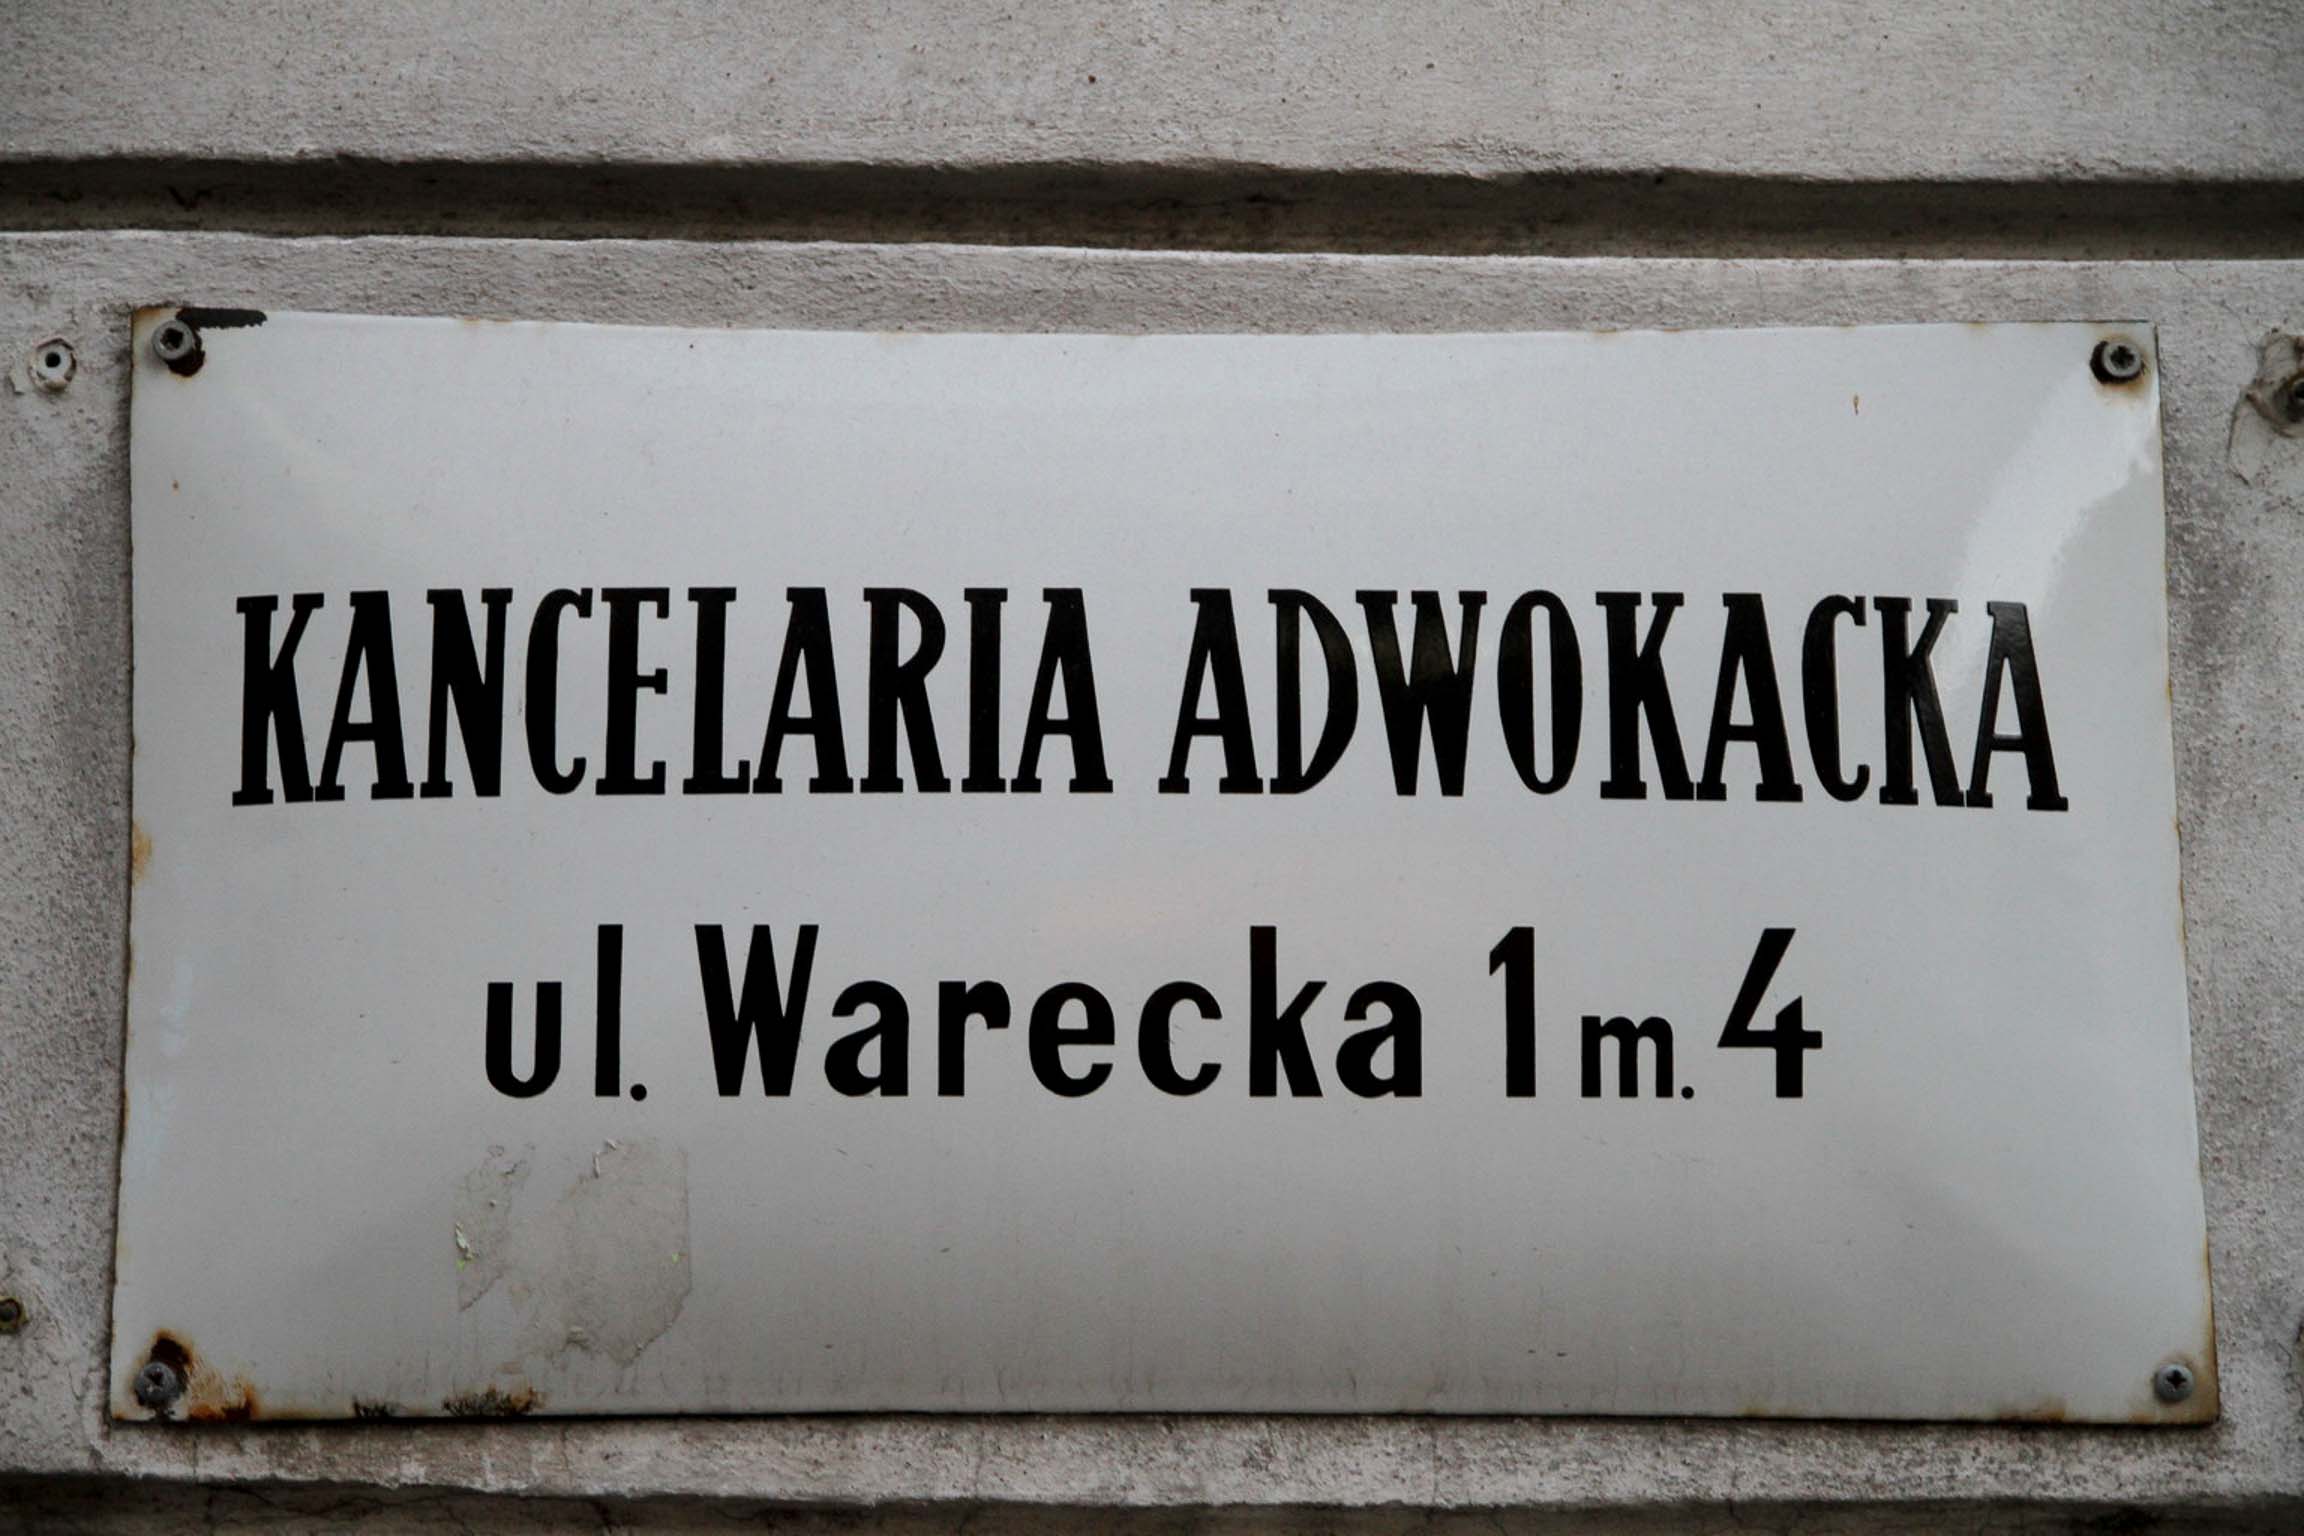 KANCELARIA ADWOKACKA
ul. Warecka 1 m. 4